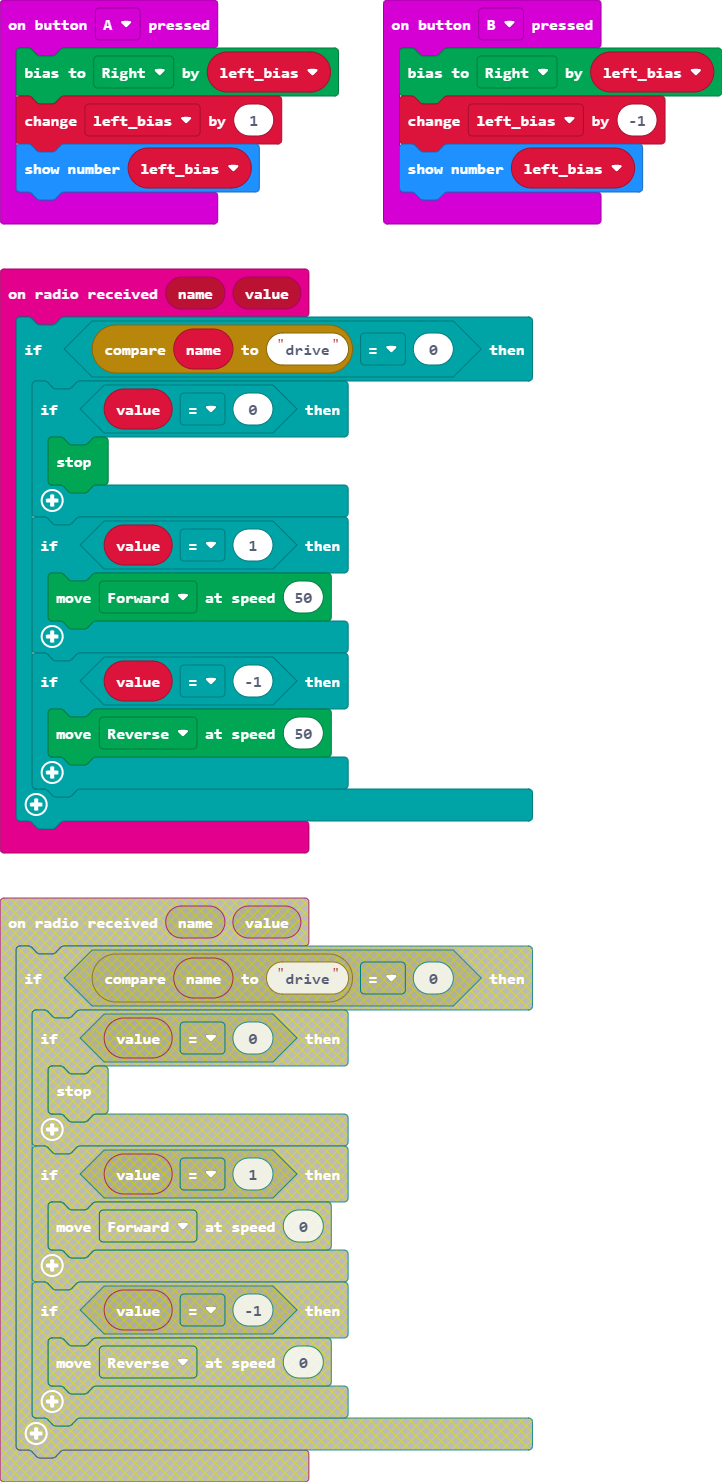 on button A pressed
bias to Right by left_bias
change left_bias by 1
show number left_bias
on button B pressed
bias to Right by left_bias
change left_bias by -1
show number left_bias
on radio received name value
if compare name to "drive" = 0 then
if value = 0 then
stop
if value = 1 then
move Forward at speed 50
if value = -1 then
move Reverse at speed 50
on radio received name value
if compare name to "drive" = 0 then
if value = 0 then
stop
if value = 1 then
move Forward at speed 0
if value = -1 then
move Reverse at speed 0